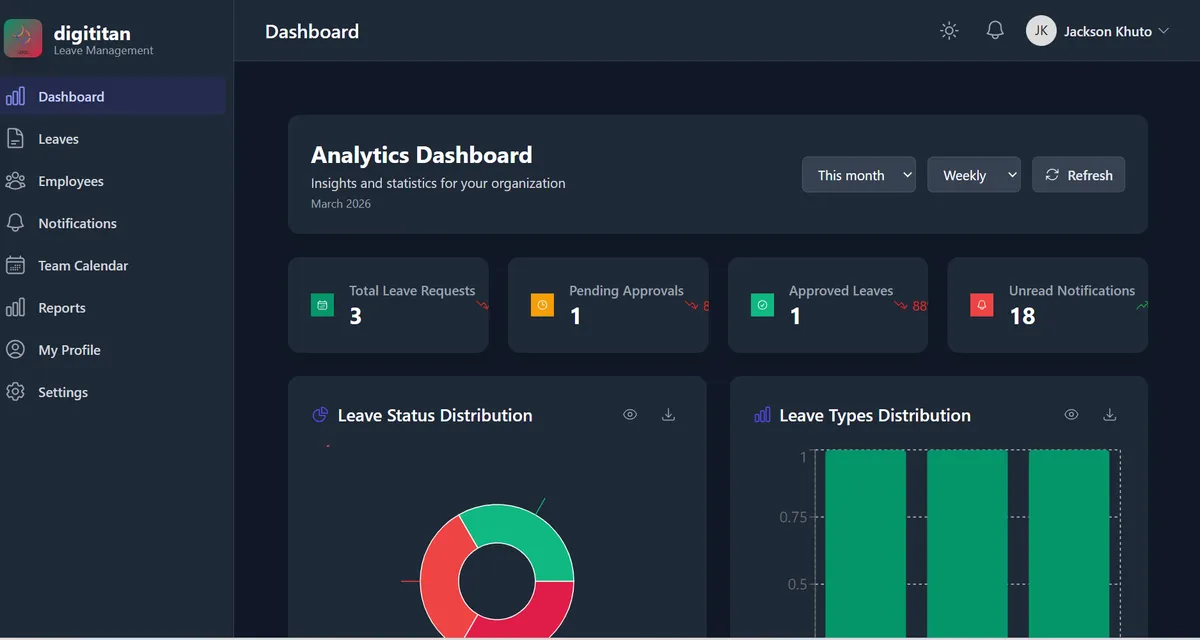 digititan
Leave Management
Dashboard
JK
Jackson Khuto
Dashboard
Leaves
Employees
Notifications
Team Calendar
Reports
My Profile
Settings
Analytics Dashboard
Insights and statistics for your organization
March 2026
This month
Weekly
Refresh
Total Leave Requests
3
Pending Approvals
8
1
Approved Leaves
88
1
Unread Notifications
18
Leave Status Distribution
Leave Types Distribution
1
0.75
0.5